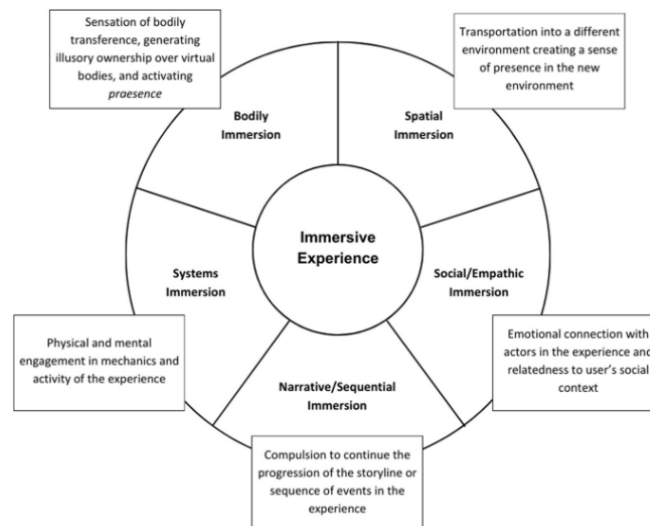 Sensation of bodily
transference, generating
illusory ownership over virtual
bodies, and activating
praesence
Transportation into a different
environment creating a sense
of presence in the new
environment
Bodily
Immersion
Spatial
Immersion
Immersive
Experience
Systems
Immersion
Social/Empathic
Immersion
Physical and mental
engagement in mechanics and
activity of the experience
Emotional connection with
actors in the experience and
relatedness to user's social
context
Narrative/Sequential
Immersion
Compulsion to continue the
progression of the storyline or
sequence of events in the
experience